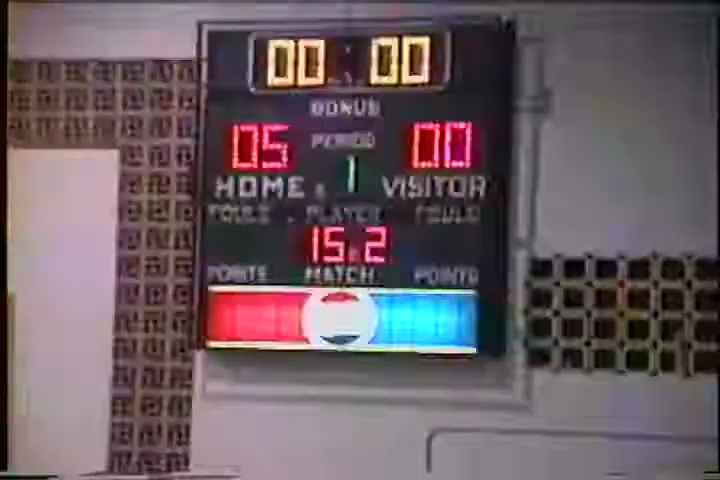 00:00
BONUS
05 PERIOD 00
HOME 1 VISITOR
FOULS PLAYER FOULS
15 2
POINTS MATCH POINTS